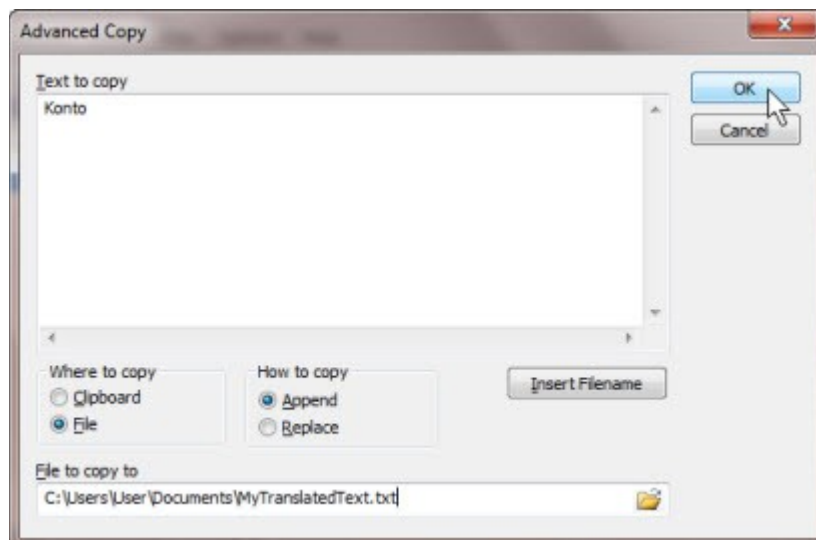 Advanced Copy
Text to copy
Konto
OK
Cancel
Where to copy
Clipboard
File
How to copy
Append
Replace
Insert Filename
File to copy to
C:\Users\User\Documents\MyTranslatedText.txt